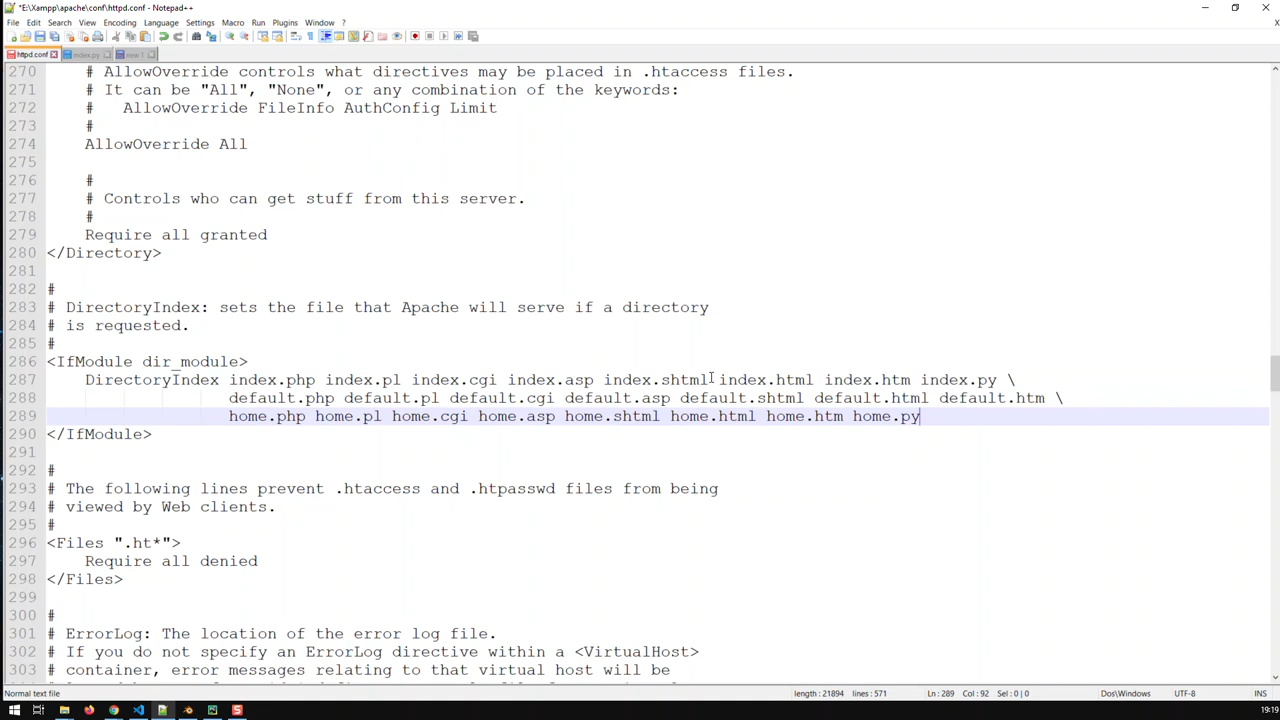 *E:\Xampp\apache\conf\httpd.conf - Notepad++
File Edit Search View Encoding Language Settings Macro Run Plugins Window ?
httpd.conf index.py new 1
270 # AllowOverride controls what directives may be placed in .htaccess files.
271 # It can be "All", "None", or any combination of the keywords:
272 #   AllowOverride FileInfo AuthConfig Limit
273 #
274 AllowOverride All
275
276 #
277 # Controls who can get stuff from this server.
278 #
279 Require all granted
280 </Directory>
281
282 #
283 # DirectoryIndex: sets the file that Apache will serve if a directory
284 # is requested.
285 #
286 <IfModule dir_module>
287 DirectoryIndex index.php index.pl index.cgi index.asp index.shtml index.html index.htm index.py \
288 default.php default.pl default.cgi default.asp default.shtml default.html default.htm \
289 home.php home.pl home.cgi home.asp home.shtml home.html home.htm home.py
290 </IfModule>
291
292 #
293 # The following lines prevent .htaccess and .htpasswd files from being
294 # viewed by Web clients.
295 #
296 <Files ".ht*">
297 Require all denied
298 </Files>
299
300 #
301 # ErrorLog: The location of the error log file.
302 # If you do not specify an ErrorLog directive within a <VirtualHost>
303 # container, error messages relating to that virtual host will be
Normal text file length : 21894 lines : 571 Ln : 289 Col : 92 Sel : 0 | 0 Dos\Windows UTF-8 INS
19:19